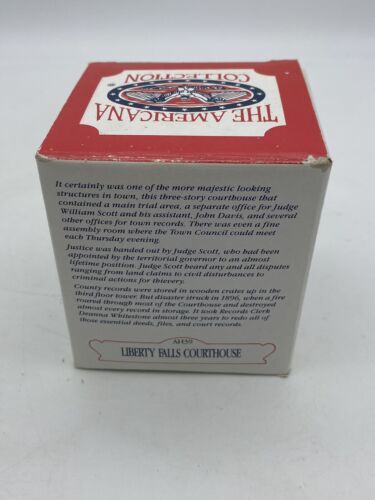 THE AMERICANA
COLLECTION
It certainly was one of the more majestic looking
structures in town, this three-story courthouse that
contained a main trial area, a separate office for Judge
William Scott and his assistant, John Davis, and several
other offices for town records. There was even a fine
assembly room where the Town Council could meet
each Thursday evening.
Justice was handed out by Judge Scott, who had been
appointed by the territorial governor to an almost
lifetime position. Judge Scott heard any and all disputes
ranging from land claims to civil disturbances to
criminal actions for thievery.
County records were stored in wooden crates up in the
third floor tower. But disaster struck in 1896, when a fire
roared through most of the Courthouse and destroyed
almost every record in storage. It took Records Clerk
Deanna Whitestone almost three years to redo all of
those essential deeds, files, and court records.
AH59
LIBERTY FALLS COURTHOUSE